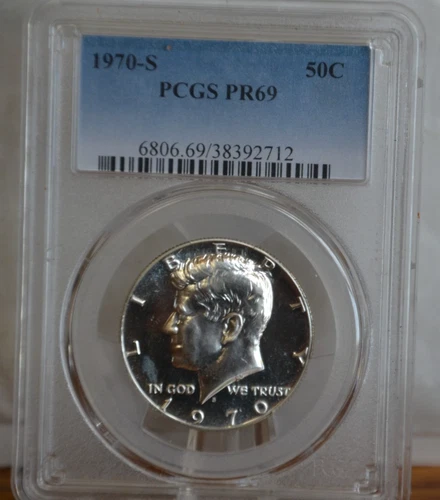 1970-S 50C
PCGS PR69
6806.69/38392712
LIBERTY
IN GOD WE TRUST
1970